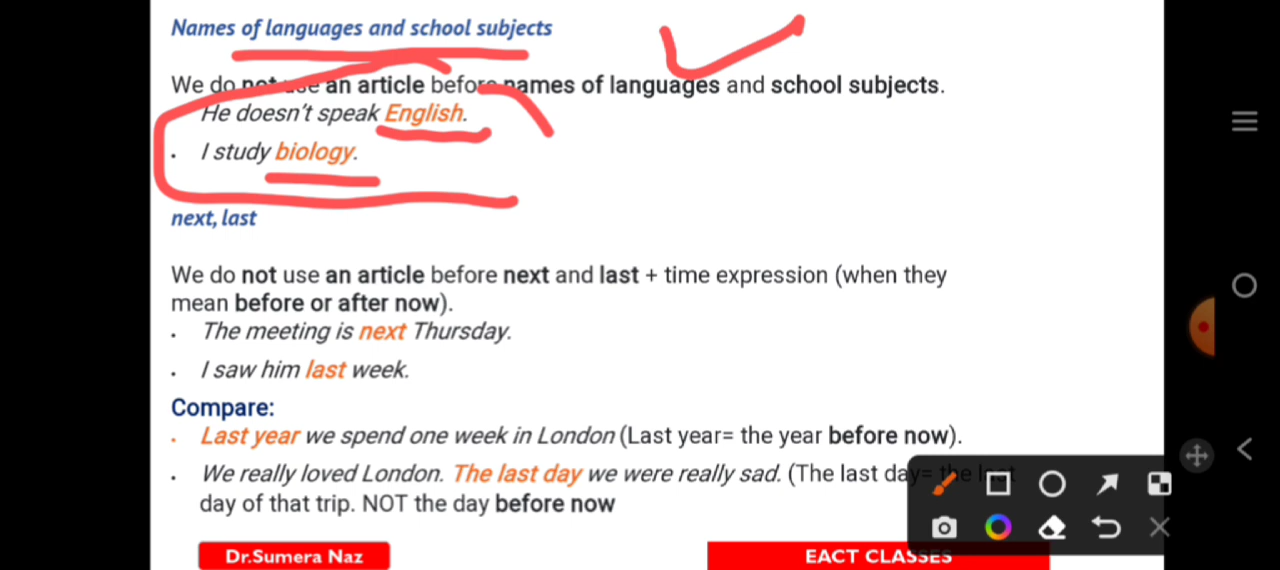 Names of languages and school subjects
We do not use an article before names of languages and school subjects.
He doesn't speak English.
• I study biology.
next, last
We do not use an article before next and last + time expression (when they
mean before or after now).
• The meeting is next Thursday.
• I saw him last week.
Compare:
• Last year we spend one week in London (Last year= the year before now).
• We really loved London. The last day we were really sad. (The last day= the last
day of that trip. NOT the day before now
Dr.Sumera Naz
EACT CLASSES